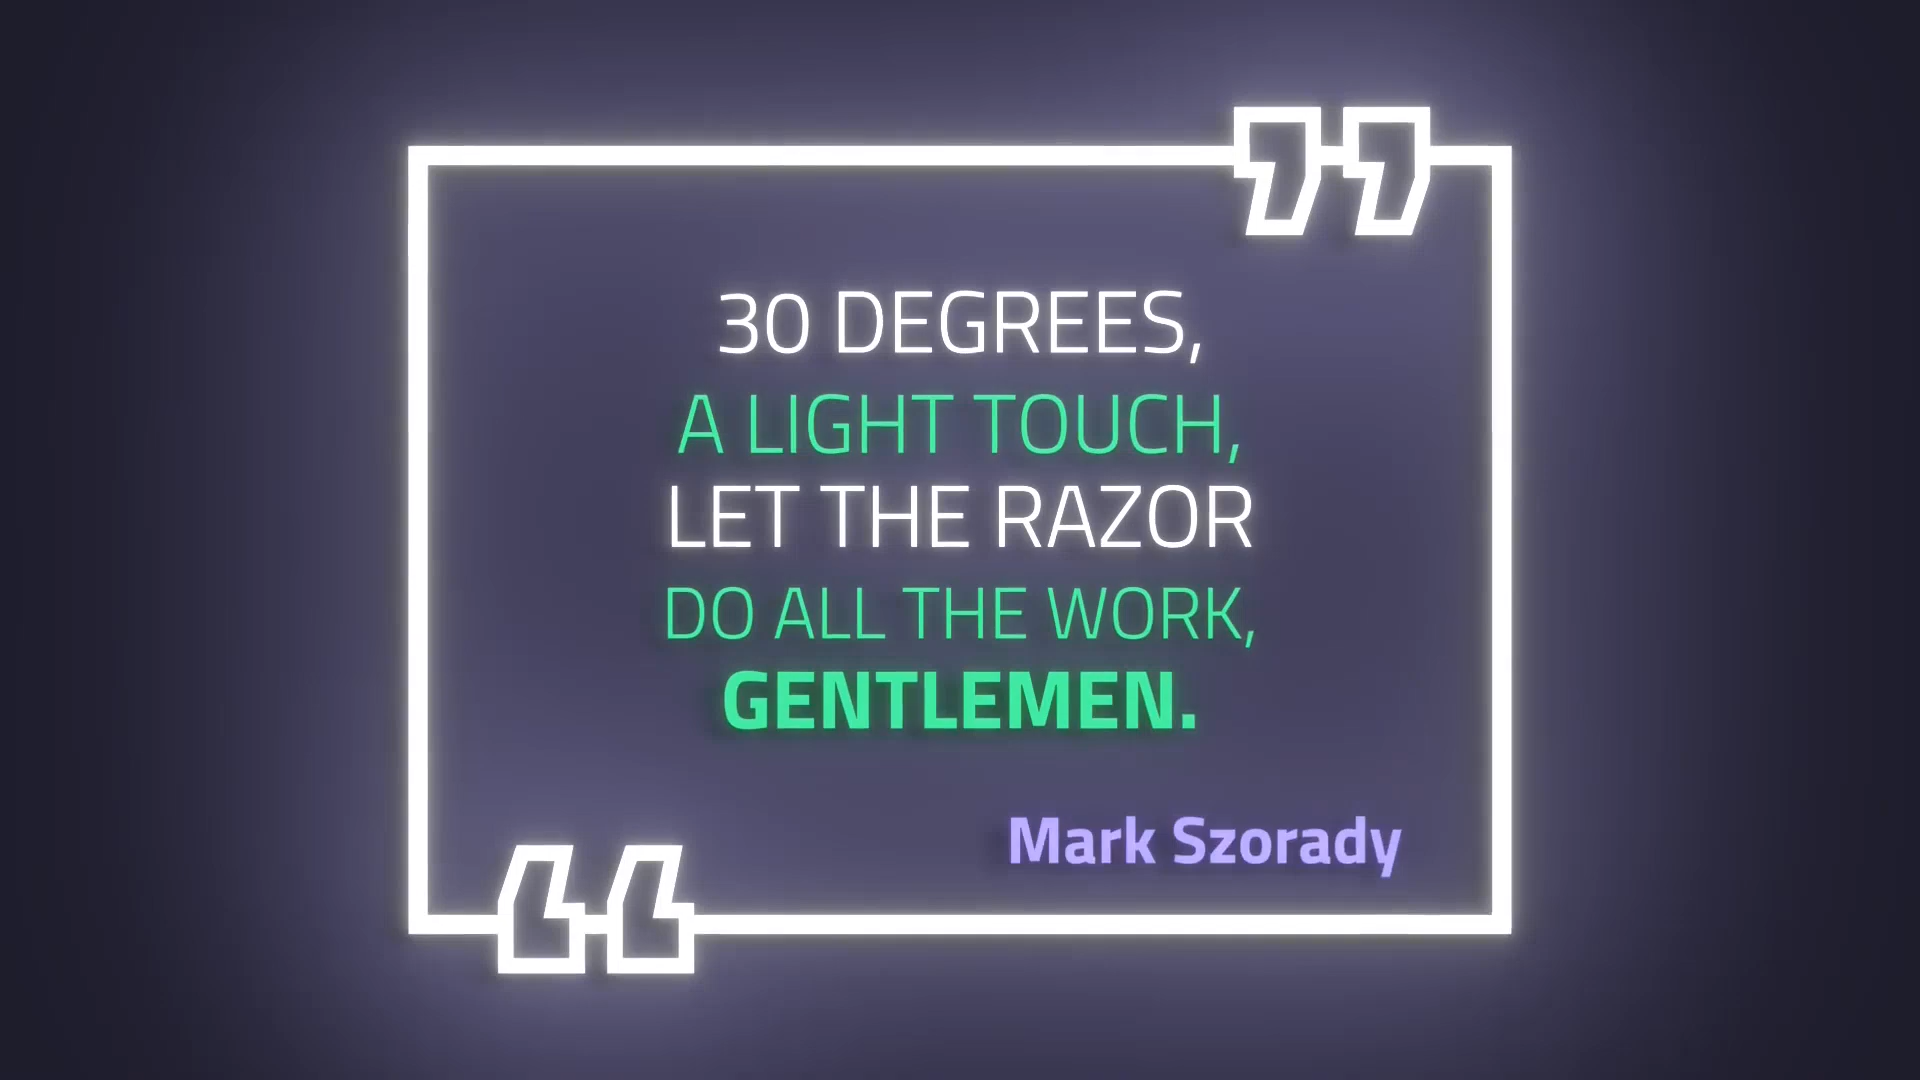 30 DEGREES,
A LIGHT TOUCH,
LET THE RAZOR
DO ALL THE WORK,
GENTLEMEN.
Mark Szorady